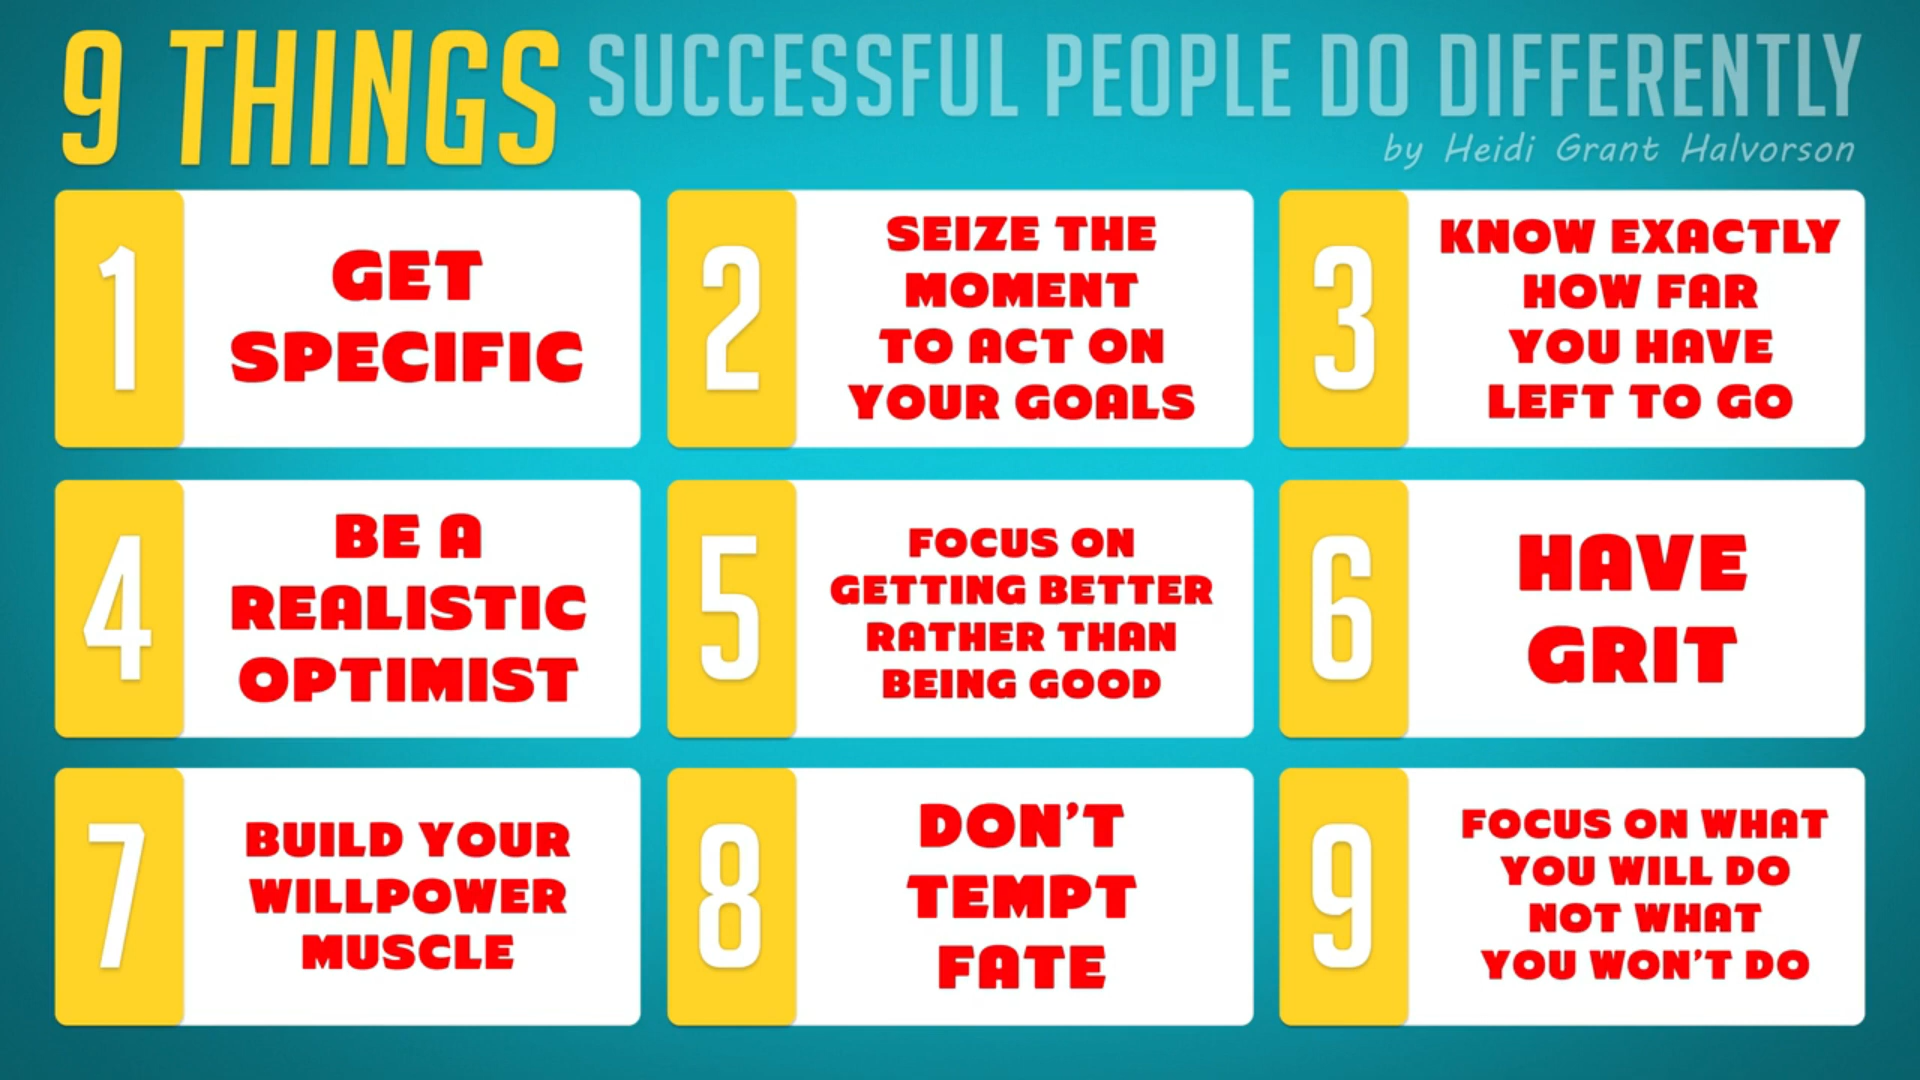 9 THINGS SUCCESSFUL PEOPLE DO DIFFERENTLY
by Heidi Grant Halvorson
1
GET
SPECIFIC
2
SEIZE THE
MOMENT
TO ACT ON
YOUR GOALS
3
KNOW EXACTLY
HOW FAR
YOU HAVE
LEFT TO GO
4
BE A
REALISTIC
OPTIMIST
5
FOCUS ON
GETTING BETTER
RATHER THAN
BEING GOOD
6
HAVE
GRIT
7
BUILD YOUR
WILLPOWER
MUSCLE
8
DON'T
TEMPT
FATE
9
FOCUS ON WHAT
YOU WILL DO
NOT WHAT
YOU WON'T DO